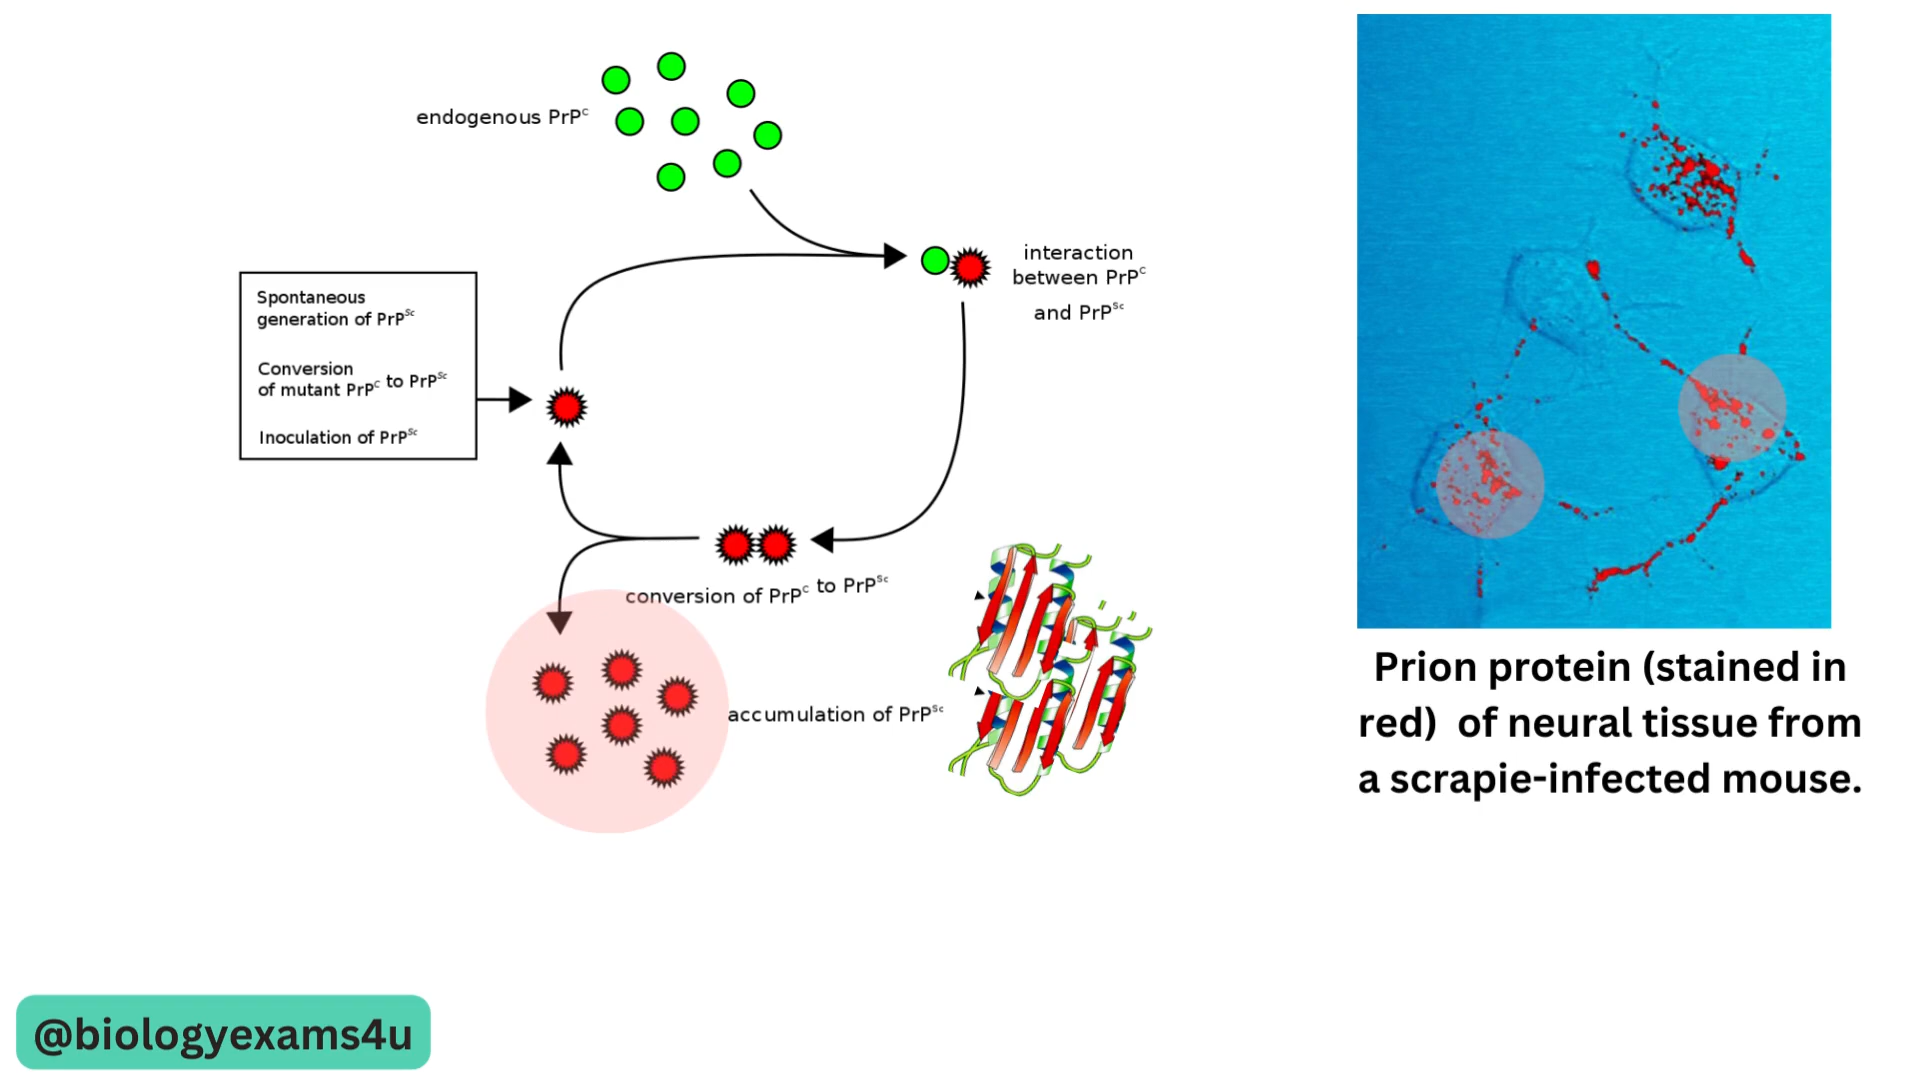 endogenous PrPᶜ
interaction
between PrPᶜ
and PrPˢᶜ
Spontaneous
generation of PrPˢᶜ
Conversion
of mutant PrPᶜ to PrPˢᶜ
Inoculation of PrPˢᶜ
conversion of PrPᶜ to PrPˢᶜ
accumulation of PrPˢᶜ
Prion protein (stained in
red) of neural tissue from
a scrapie-infected mouse.
@biologyexams4u